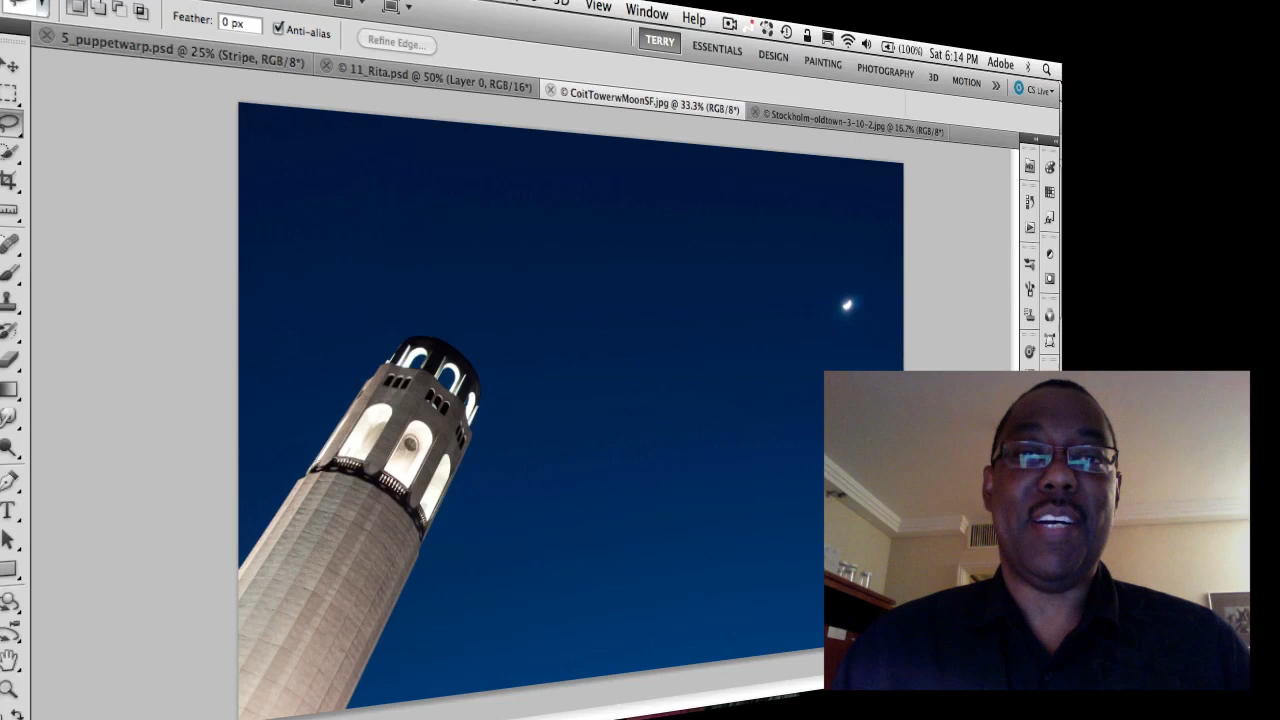 3D View Window Help (100%) Sat 6:14 PM Adobe
Feather: 0 px Anti-alias Refine Edge... TERRY ESSENTIALS DESIGN PAINTING PHOTOGRAPHY 3D MOTION CS Live
5_puppetwarp.psd @ 25% (Stripe, RGB/8*) © 11_Rita.psd @ 50% (Layer 0, RGB/16*) © CoitTowerwMoonSF.jpg @ 33.3% (RGB/8*) © Stockholm-oldtown-3-10-2.jpg @ 16.7% (RGB/8*)